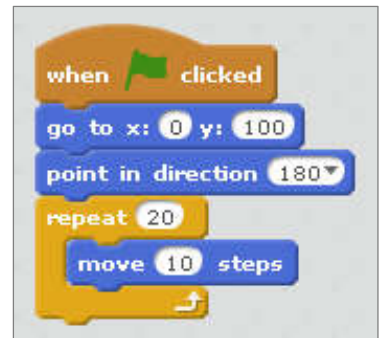 when clicked
go to x: 0 y: 100
point in direction 180
repeat 20
move 10 steps